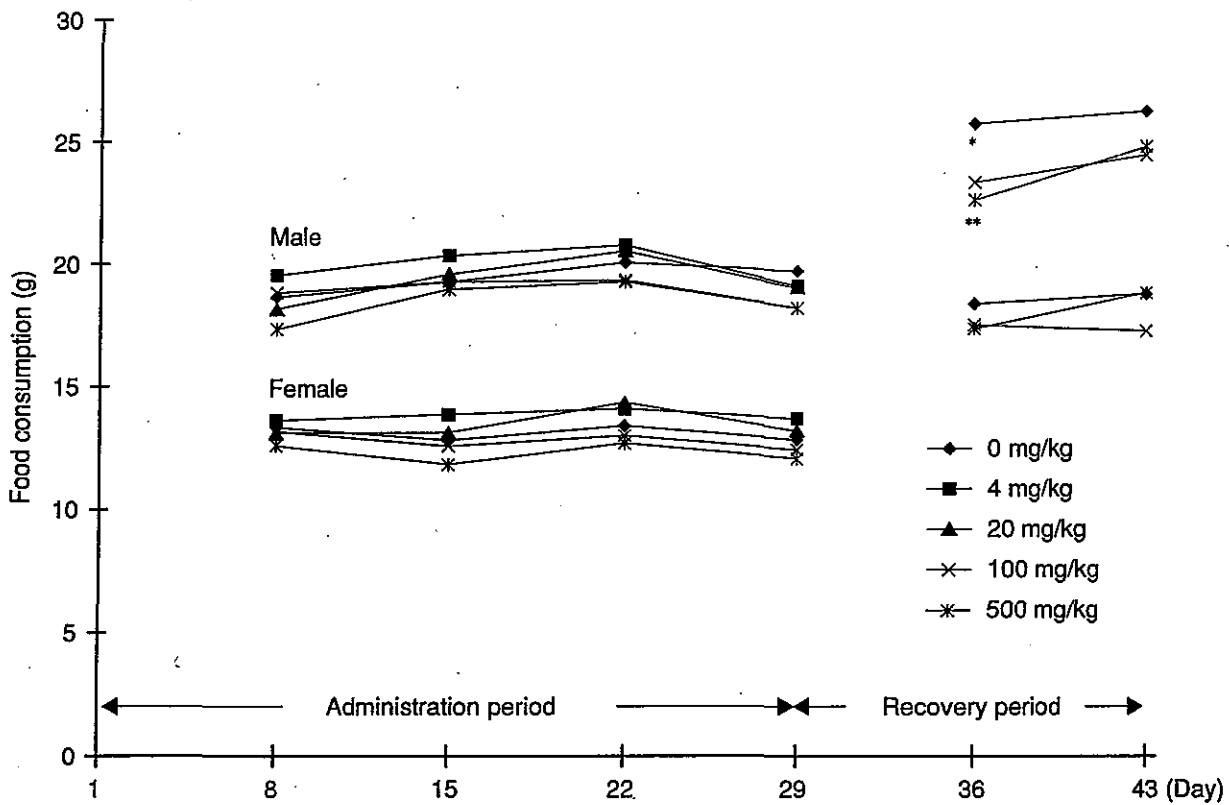 30
25
20
15
10
5
0
Food consumption (g)
Male
Female
*
**
0 mg/kg
4 mg/kg
20 mg/kg
100 mg/kg
500 mg/kg
Administration period
Recovery period
1 8 15 22 29 36 43 (Day)